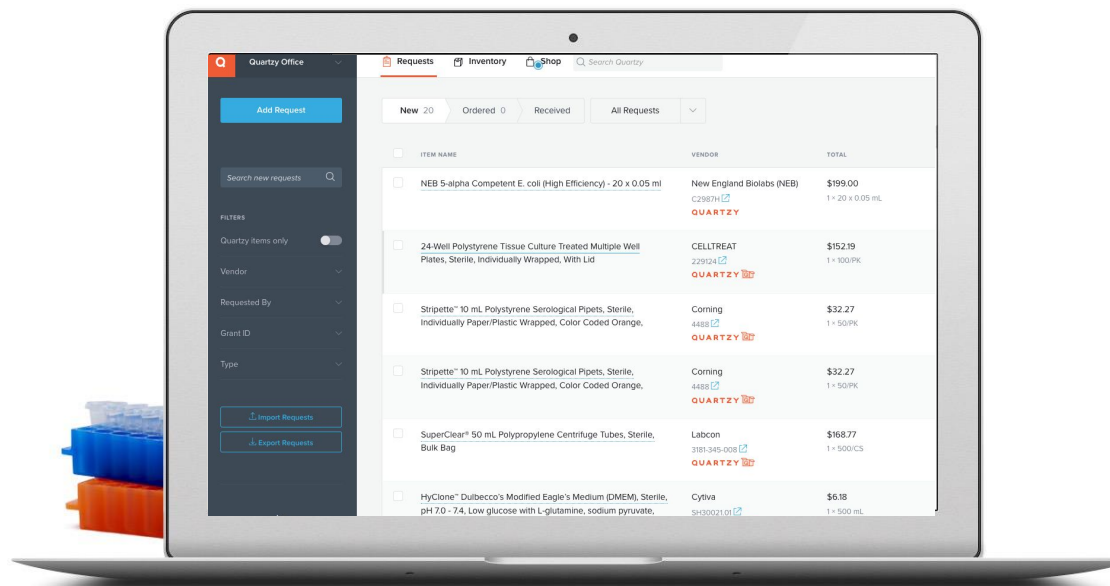 Q Quartzy Office
Requests Inventory Shop Search Quartzy
Add Request
New 20 Ordered 0 Received All Requests
Search new requests
FILTERS
Quartzy items only
Vendor
Requested By
Grant ID
Type
Import Requests
Export Requests
ITEM NAME VENDOR TOTAL
NEB 5-alpha Competent E. coli (High Efficiency) - 20 x 0.05 ml New England Biolabs (NEB) $199.00
C2987H 1 × 20 x 0.05 mL
QUARTZY
24-Well Polystyrene Tissue Culture Treated Multiple Well CELLTREAT $152.19
Plates, Sterile, Individually Wrapped, With Lid 229124 1 × 100/PK
QUARTZY
Stripette™ 10 mL Polystyrene Serological Pipets, Sterile, Corning $32.27
Individually Paper/Plastic Wrapped, Color Coded Orange, 4488 1 × 50/PK
QUARTZY
Stripette™ 10 mL Polystyrene Serological Pipets, Sterile, Corning $32.27
Individually Paper/Plastic Wrapped, Color Coded Orange, 4488 1 × 50/PK
QUARTZY
SuperClear® 50 mL Polypropylene Centrifuge Tubes, Sterile, Labcon $168.77
Bulk Bag 3181-345-008 1 × 500/CS
QUARTZY
HyClone™ Dulbecco's Modified Eagle's Medium (DMEM), Sterile, Cytiva $6.18
pH 7.0 - 7.4, Low glucose with L-glutamine, sodium pyruvate, SH30021.01 1 × 500 mL